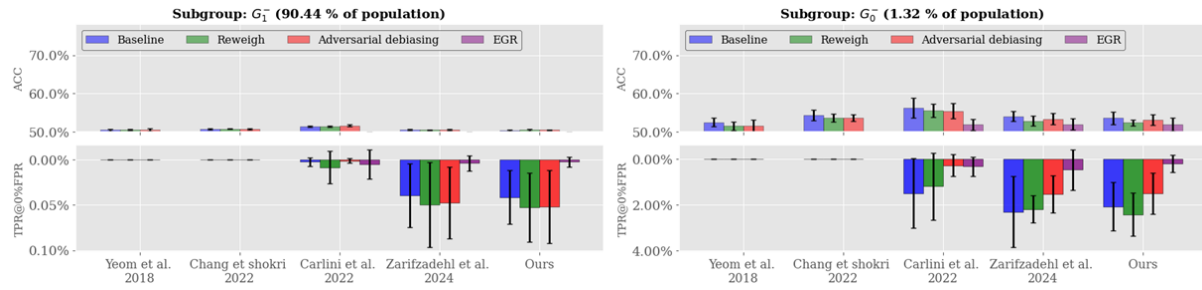 Subgroup: G₁⁻ (90.44 % of population)
Baseline Reweigh Adversarial debiasing EGR
70.0%
60.0%
50.0%
ACC
0.00%
0.05%
0.10%
TPR@0%FPR
Yeom et al.
2018
Chang et shokri
2022
Carlini et al.
2022
Zarifzadehl et al.
2024
Ours
Subgroup: G₀⁻ (1.32 % of population)
Baseline Reweigh Adversarial debiasing EGR
70.0%
60.0%
50.0%
ACC
0.00%
2.00%
4.00%
TPR@0%FPR
Yeom et al.
2018
Chang et shokri
2022
Carlini et al.
2022
Zarifzadehl et al.
2024
Ours